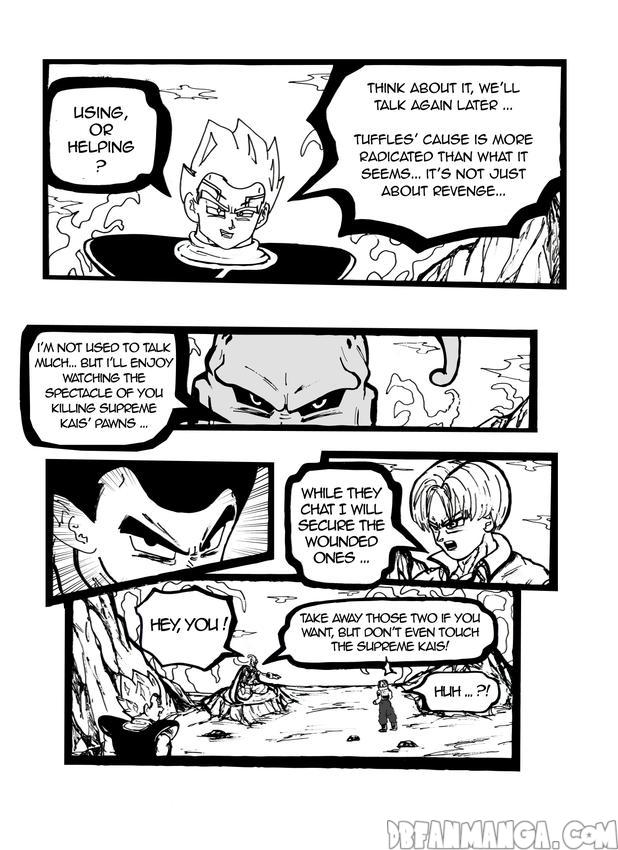 USING,
OR
HELPING
?
THINK ABOUT IT, WE'LL
TALK AGAIN LATER ...
TUFFLES' CAUSE IS MORE
RADICATED THAN WHAT IT
SEEMS... IT'S NOT JUST
ABOUT REVENGE...
I'M NOT USED TO TALK
MUCH... BUT I'LL ENJOY
WATCHING THE
SPECTACLE OF YOU
KILLING SUPREME
KAIS' PAWNS ...
WHILE THEY
CHAT I WILL
SECURE THE
WOUNDED
ONES ...
HEY, YOU !
TAKE AWAY THOSE TWO IF YOU
WANT, BUT DON'T EVEN TOUCH
THE SUPREME KAIS!
HUH ... ?!
DBFANMANGA.COM